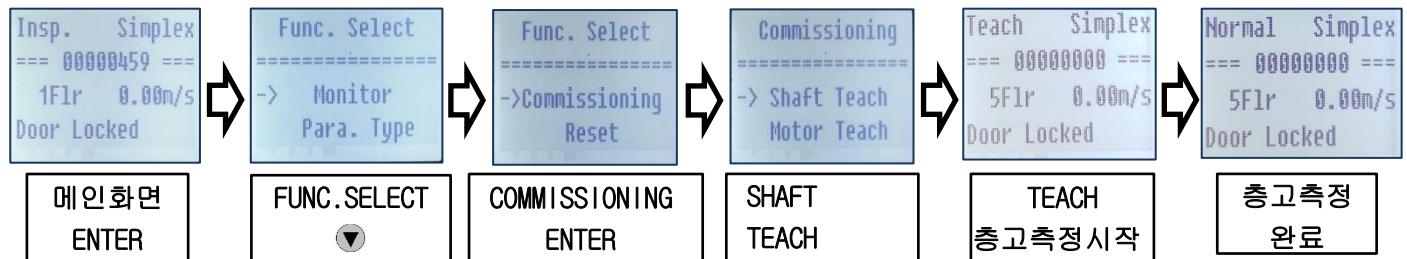 Insp. Simplex
=== 00000459 ===
1Flr 0.00m/s
Door Locked
메인화면
ENTER
Func. Select
================
-> Monitor
Para. Type
FUNC.SELECT
▼
Func. Select
================
->Commissioning
Reset
COMMISSIONING
ENTER
Commissioning
================
-> Shaft Teach
Motor Teach
SHAFT
TEACH
Teach Simplex
=== 00000000 ===
5Flr 0.00m/s
Door Locked
TEACH
층고측정시작
Normal Simplex
=== 00000000 ===
5Flr 0.00m/s
Door Locked
층고측정
완료